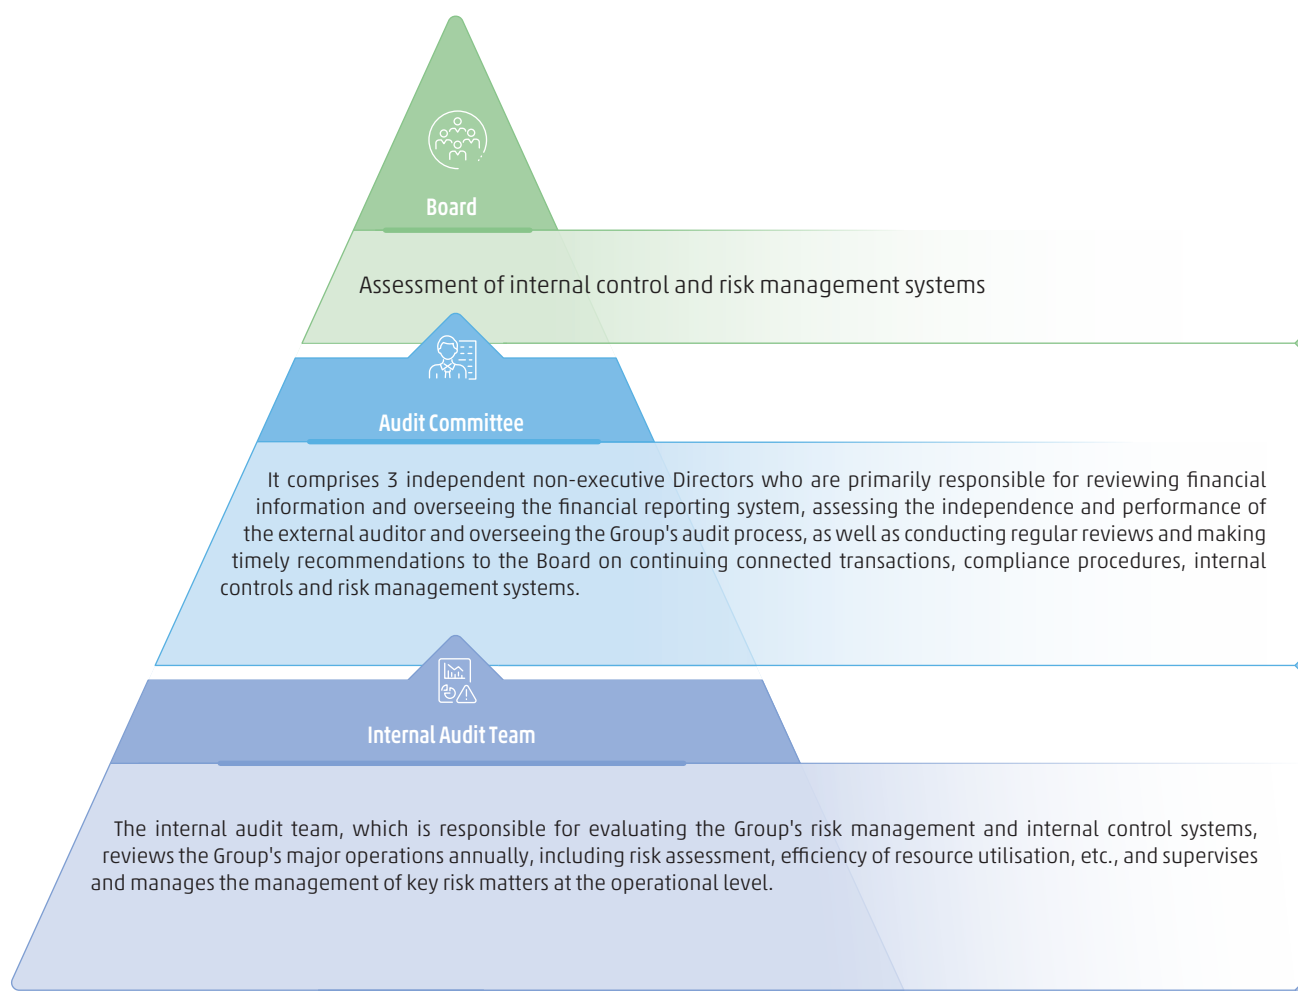 Board
Assessment of internal control and risk management systems
Audit Committee
It comprises 3 independent non-executive Directors who are primarily responsible for reviewing financial
information and overseeing the financial reporting system, assessing the independence and performance of
the external auditor and overseeing the Group's audit process, as well as conducting regular reviews and making
timely recommendations to the Board on continuing connected transactions, compliance procedures, internal
controls and risk management systems.
Internal Audit Team
The internal audit team, which is responsible for evaluating the Group's risk management and internal control systems,
reviews the Group's major operations annually, including risk assessment, efficiency of resource utilisation, etc., and supervises
and manages the management of key risk matters at the operational level.